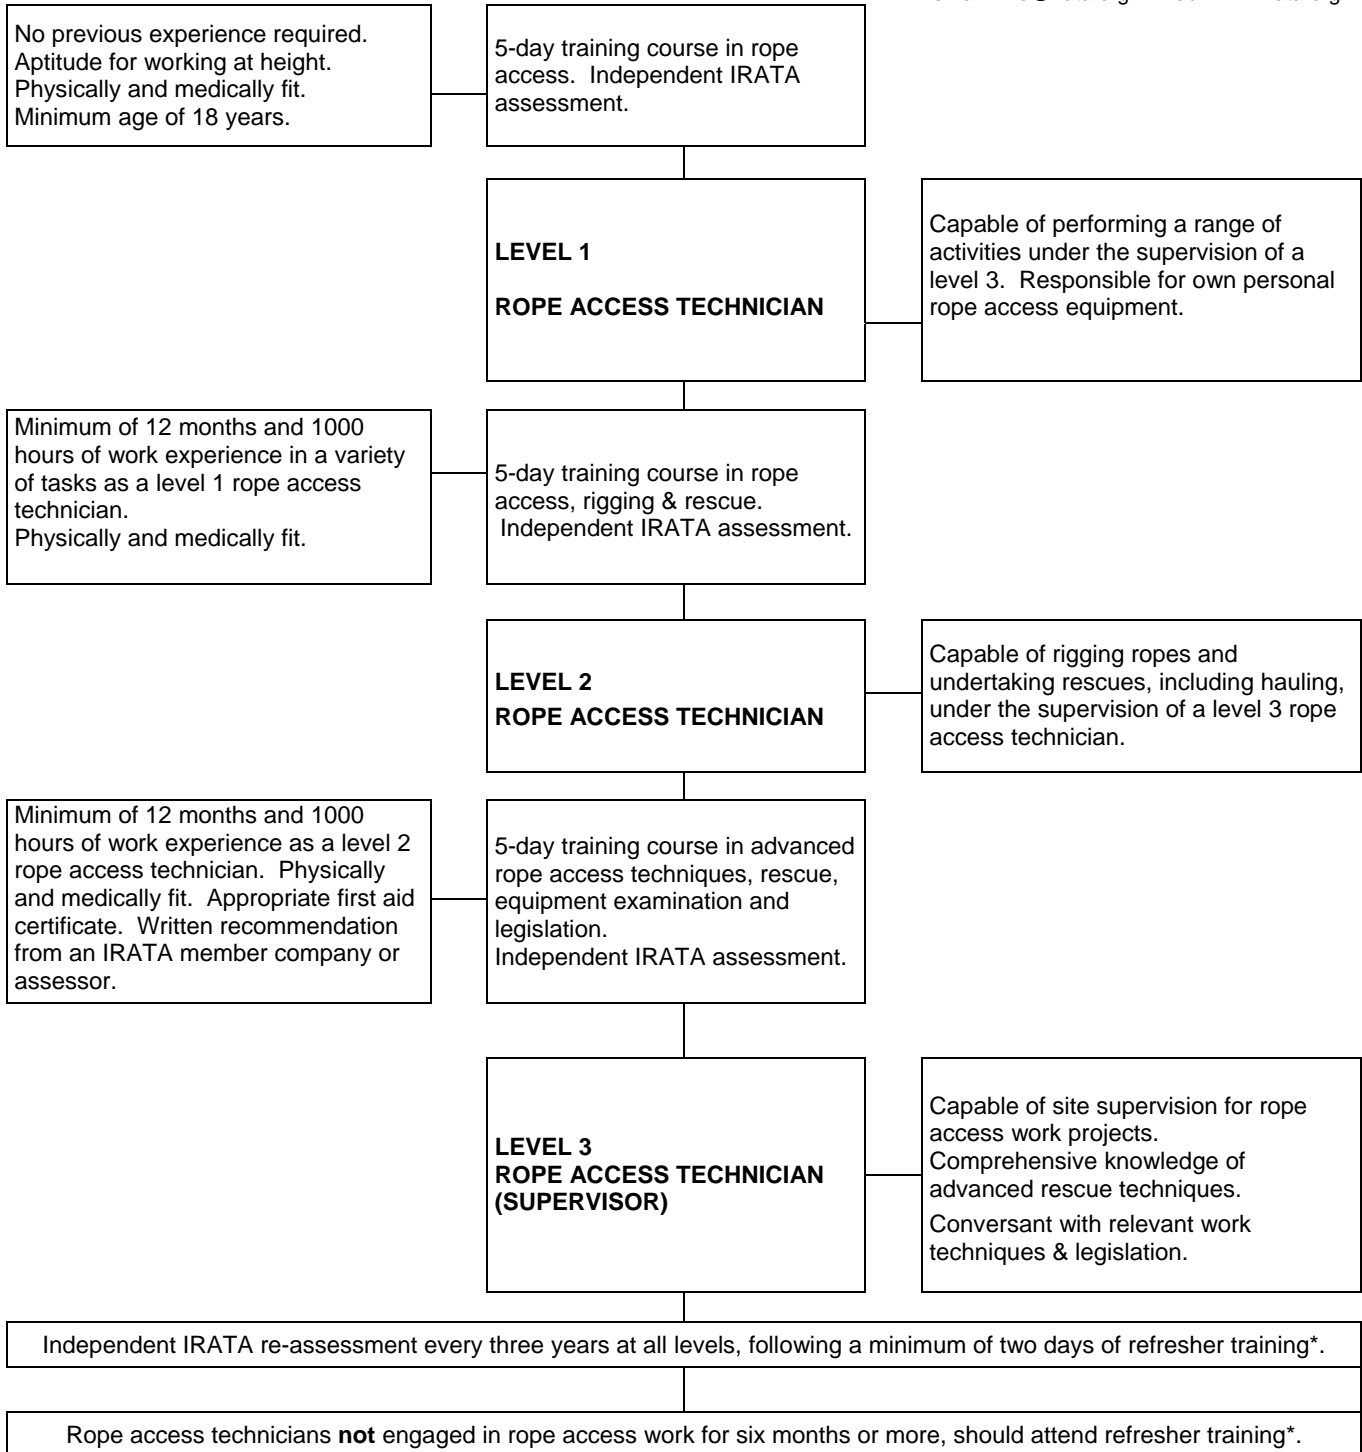 No previous experience required.
Aptitude for working at height.
Physically and medically fit.
Minimum age of 18 years.
5-day training course in rope
access.  Independent IRATA
assessment.
LEVEL 1
ROPE ACCESS TECHNICIAN
Capable of performing a range of
activities under the supervision of a
level 3.  Responsible for own personal
rope access equipment.
Minimum of 12 months and 1000
hours of work experience in a variety
of tasks as a level 1 rope access
technician.
Physically and medically fit.
5-day training course in rope
access, rigging & rescue.
Independent IRATA assessment.
LEVEL 2
ROPE ACCESS TECHNICIAN
Capable of rigging ropes and
undertaking rescues, including hauling,
under the supervision of a level 3 rope
access technician.
Minimum of 12 months and 1000
hours of work experience as a level 2
rope access technician.  Physically
and medically fit.  Appropriate first aid
certificate.  Written recommendation
from an IRATA member company or
assessor.
5-day training course in advanced
rope access techniques, rescue,
equipment examination and
legislation.
Independent IRATA assessment.
LEVEL 3
ROPE ACCESS TECHNICIAN
(SUPERVISOR)
Capable of site supervision for rope
access work projects.
Comprehensive knowledge of
advanced rescue techniques.
Conversant with relevant work
techniques & legislation.
Independent IRATA re-assessment every three years at all levels, following a minimum of two days of refresher training*.
Rope access technicians not engaged in rope access work for six months or more, should attend refresher training*.